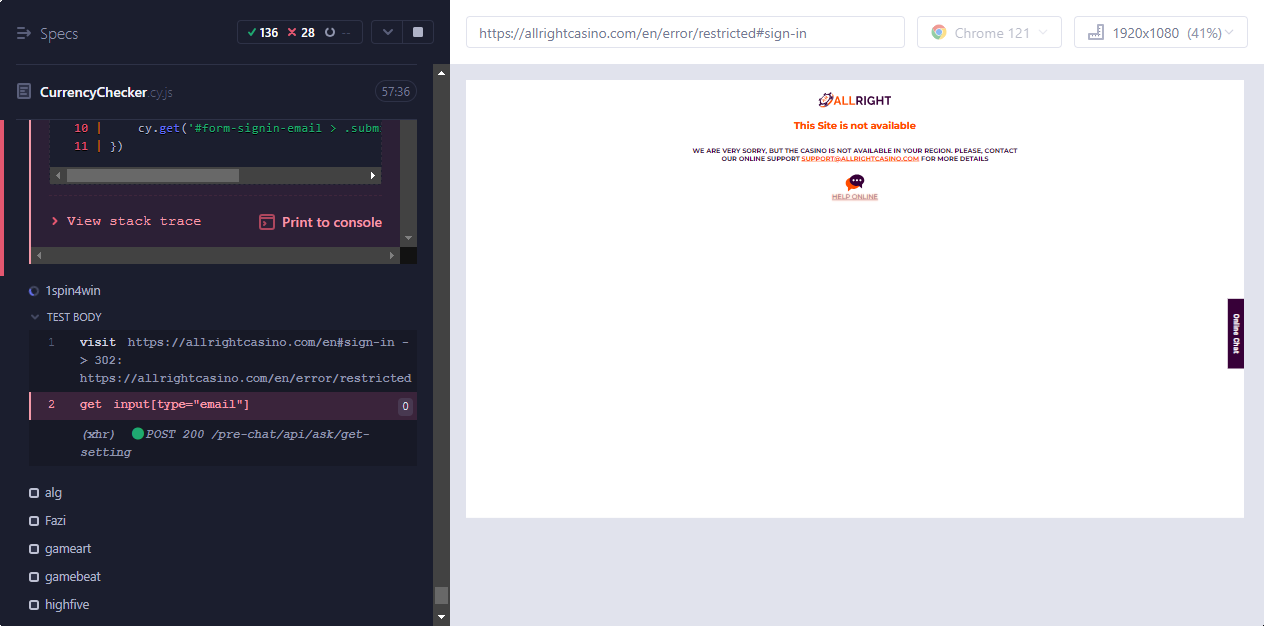 Specs
136 28 --
CurrencyChecker.cy.js 57:36
10 | cy.get('#form-signin-email > .subm
11 | })
View stack trace
Print to console
1spin4win
TEST BODY
1 visit https://allrightcasino.com/en#sign-in -
> 302:
https://allrightcasino.com/en/error/restricted
2 get input[type="email"] 0
(xhr) POST 200 /pre-chat/api/ask/get-
setting
alg
Fazi
gameart
gamebeat
highfive
https://allrightcasino.com/en/error/restricted#sign-in
Chrome 121
1920x1080 (41%)
ALLRIGHT
This Site is not available
WE ARE VERY SORRY, BUT THE CASINO IS NOT AVAILABLE IN YOUR REGION. PLEASE, CONTACT
OUR ONLINE SUPPORT SUPPORT@ALLRIGHTCASINO.COM FOR MORE DETAILS
HELP ONLINE
Online Chat